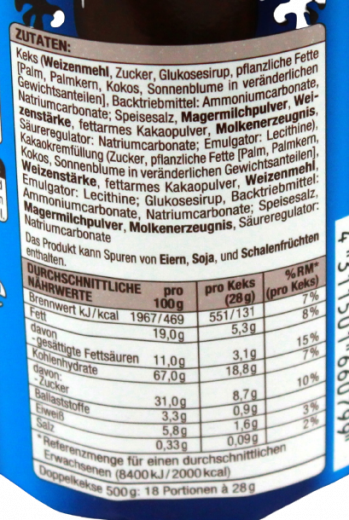 ZUTATEN:
Keks (Weizenmehl, Zucker, Glukosesirup, pflanzliche Fette
[Palm, Palmkern, Kokos, Sonnenblume in veränderlichen
Gewichtsanteilen], Backtriebmittel: Ammoniumcarbonate,
Natriumcarbonate; Speisesalz, Magermilchpulver, Wei-
zenstärke, fettarmes Kakaopulver, Molkenerzeugnis,
Säureregulator: Natriumcarbonate; Emulgator: Lecithine),
Kakaokremfüllung (Zucker, pflanzliche Fette [Palm, Palmkern,
Kokos, Sonnenblume in veränderlichen Gewichtsanteilen],
Weizenstärke, fettarmes Kakaopulver, Weizenmehl,
Emulgator: Lecithine; Glukosesirup, Backtriebmittel:
Ammoniumcarbonate, Natriumcarbonate; Speisesalz,
Magermilchpulver, Molkenerzeugnis, Säureregulator:
Natriumcarbonate
Das Produkt kann Spuren von Eiern, Soja, und Schalenfrüchten
enthalten.
DURCHSCHNITTLICHE NÄHRWERTE pro 100g pro Keks (28g) %RM* (pro Keks)
Brennwert kJ/kcal 1967/469 551/131 7%
Fett 19,0g 5,3g 8%
davon
-gesättigte Fettsäuren 11,0g 3,1g 15%
Kohlenhydrate 67,0g 18,8g 7%
davon:
-Zucker 31,0g 8,7g 10%
Ballaststoffe 3,3g 0,9g
Eiweiß 5,8g 1,6g 3%
Salz 0,33g 0,09g 2%
*Referenzmenge für einen durchschnittlichen
Erwachsenen (8400kJ/2000kcal)
Doppelkekse 500g: 18 Portionen à 28g